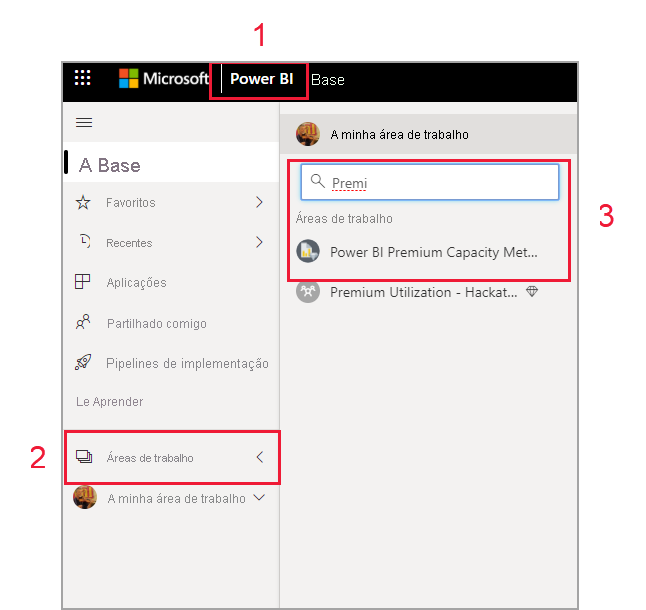 1
Microsoft Power BI Base
A minha área de trabalho
A Base
Premi
3
Favoritos
Áreas de trabalho
Recentes
Power BI Premium Capacity Met...
Aplicações
Premium Utilization - Hackat...
Partilhado comigo
Pipelines de implementação
Le Aprender
2
Áreas de trabalho
A minha área de trabalho